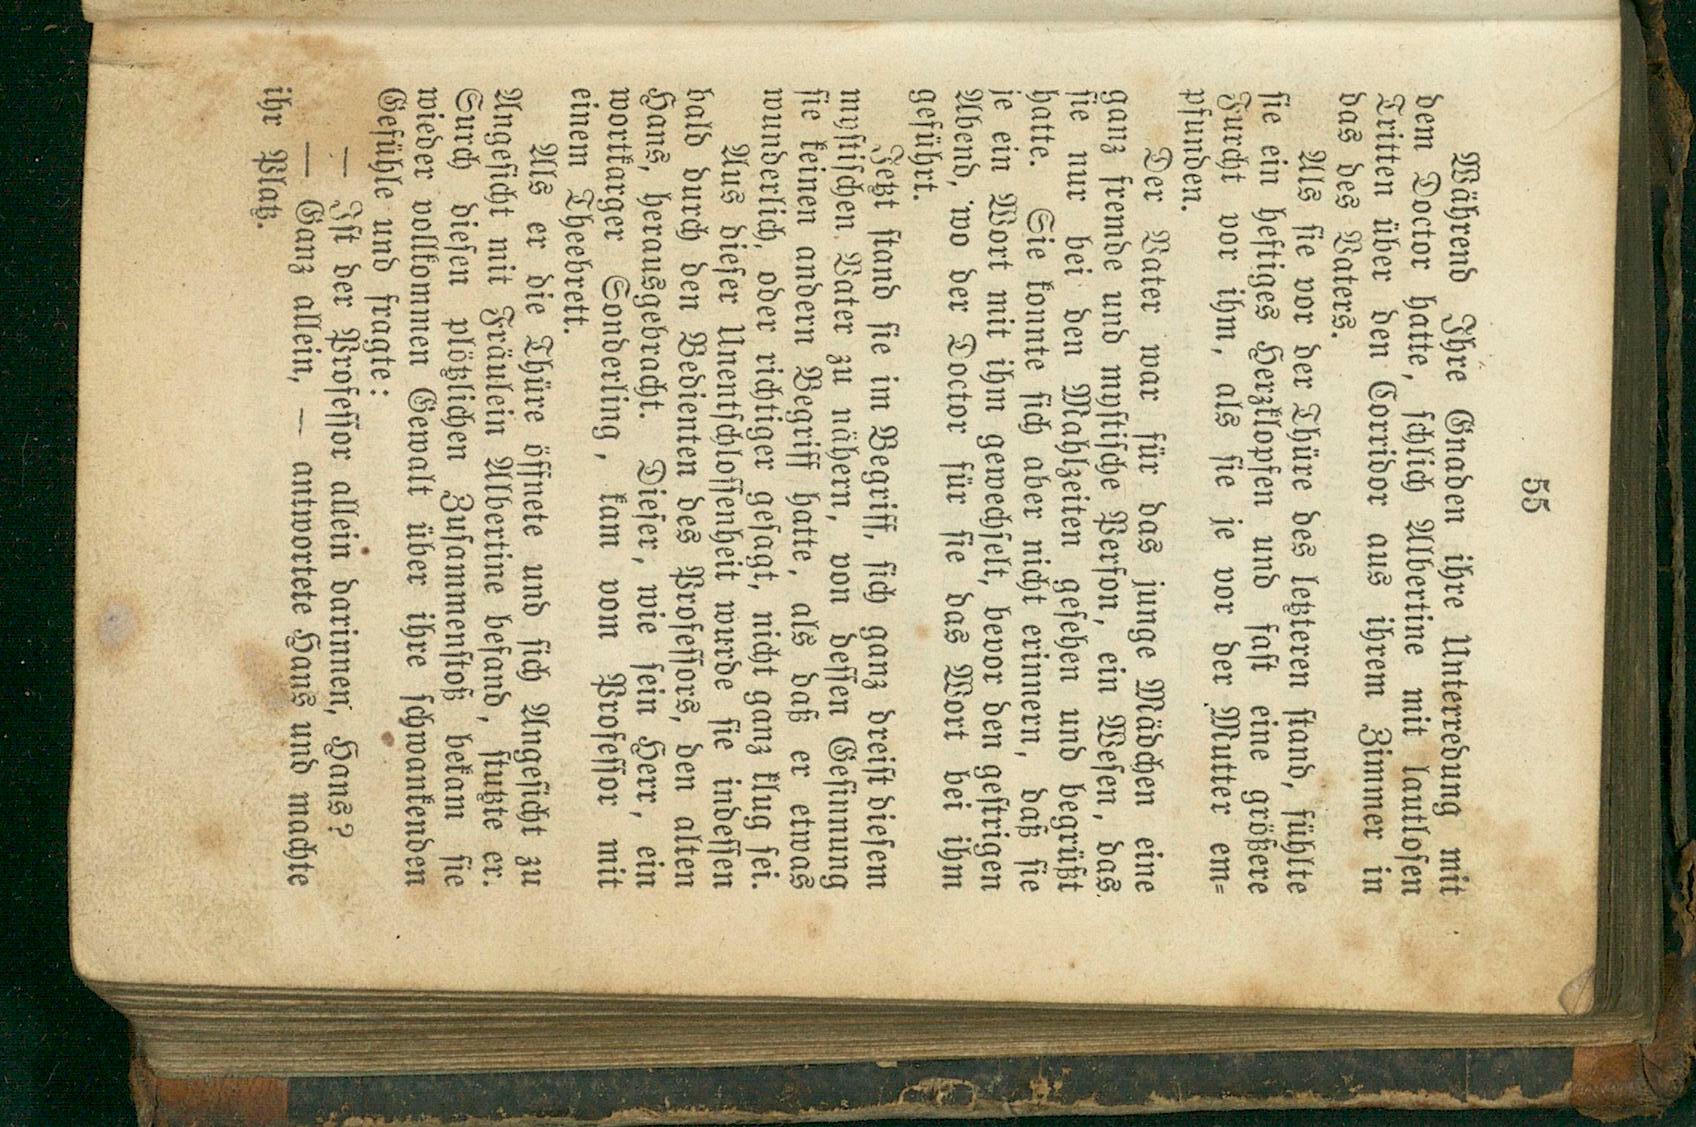 55
Während Ihre Gnaden ihre Unterredung mit
dem Doctor hatte, schlich Albertine mit lautlosen
Tritten über den Corridor aus ihrem Zimmer in
das des Vaters.
Als sie vor der Thüre des letzteren stand, fühlte
sie ein heftiges Herzklopfen und fast eine größere
Furcht vor ihm, als sie je vor der Mutter em-
pfunden.
Der Vater war für das junge Mädchen eine
ganz fremde und mystische Person, ein Wesen, das
sie nur bei den Mahlzeiten gesehen und begrüßt
hatte. Sie konnte sich aber nicht erinnern, daß sie
je ein Wort mit ihm gewechselt, bevor den gestrigen
Abend, wo der Doctor für sie das Wort bei ihm
geführt.
Jetzt stand sie im Begriff, sich ganz dreist diesem
mystischen Vater zu nähern, von dessen Gesinnung
sie keinen andern Begriff hatte, als daß er etwas
wunderlich, oder richtiger gesagt, nicht ganz klug sei.
Aus dieser Unentschlossenheit wurde sie indessen
bald durch den Bedienten des Professors, den alten
Hans, herausgebracht. Dieser, wie sein Herr, ein
wortkarger Sonderling, kam vom Professor mit
einem Theebrett.
Als er die Thüre öffnete und sich Angesicht zu
Angesicht mit Fräulein Albertine befand, stutzte er.
Surch diesen plötzlichen Zusammenstoß bekam sie
wieder vollkommen Gewalt über ihre schwankenden
Gefühle und fragte:
— Ist der Professor allein darinnen, Hans?
— Ganz allein, — antwortete Hans und machte
ihr Platz.